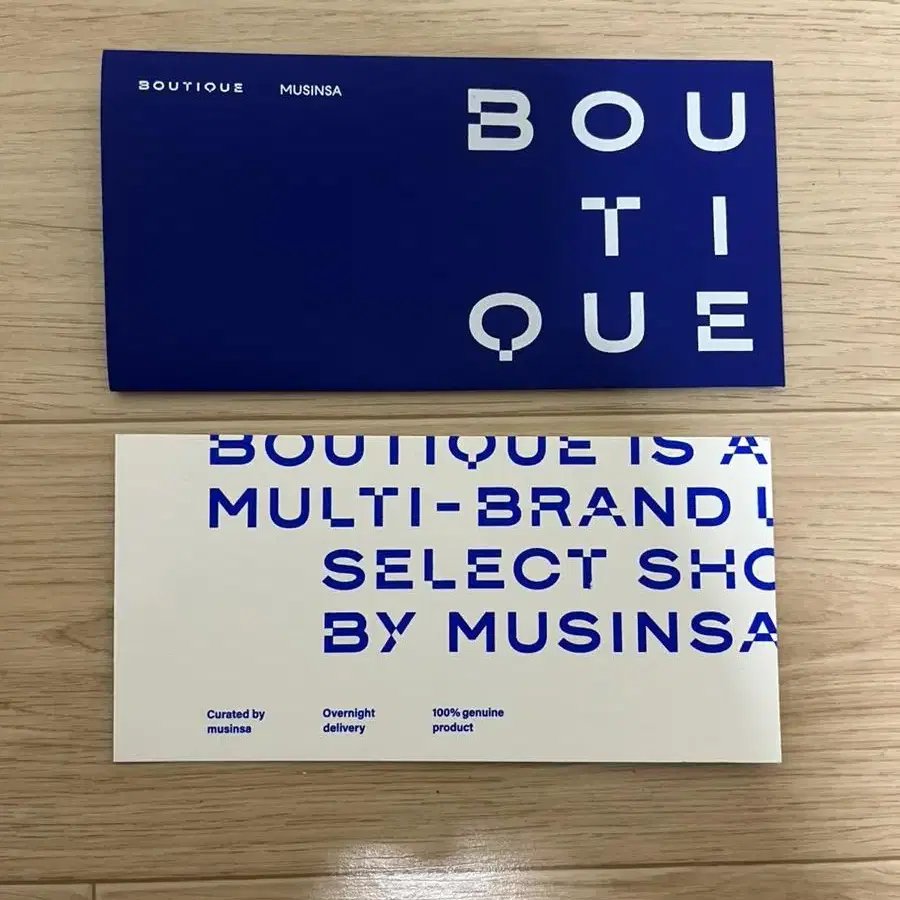 BOUTIQUE MUSINSA
BOU
TI
QUE
BOUTIQUE IS A
MULTI-BRAND L
SELECT SHO
BY MUSINSA
Curated by
musinsa
Overnight
delivery
100% genuine
product